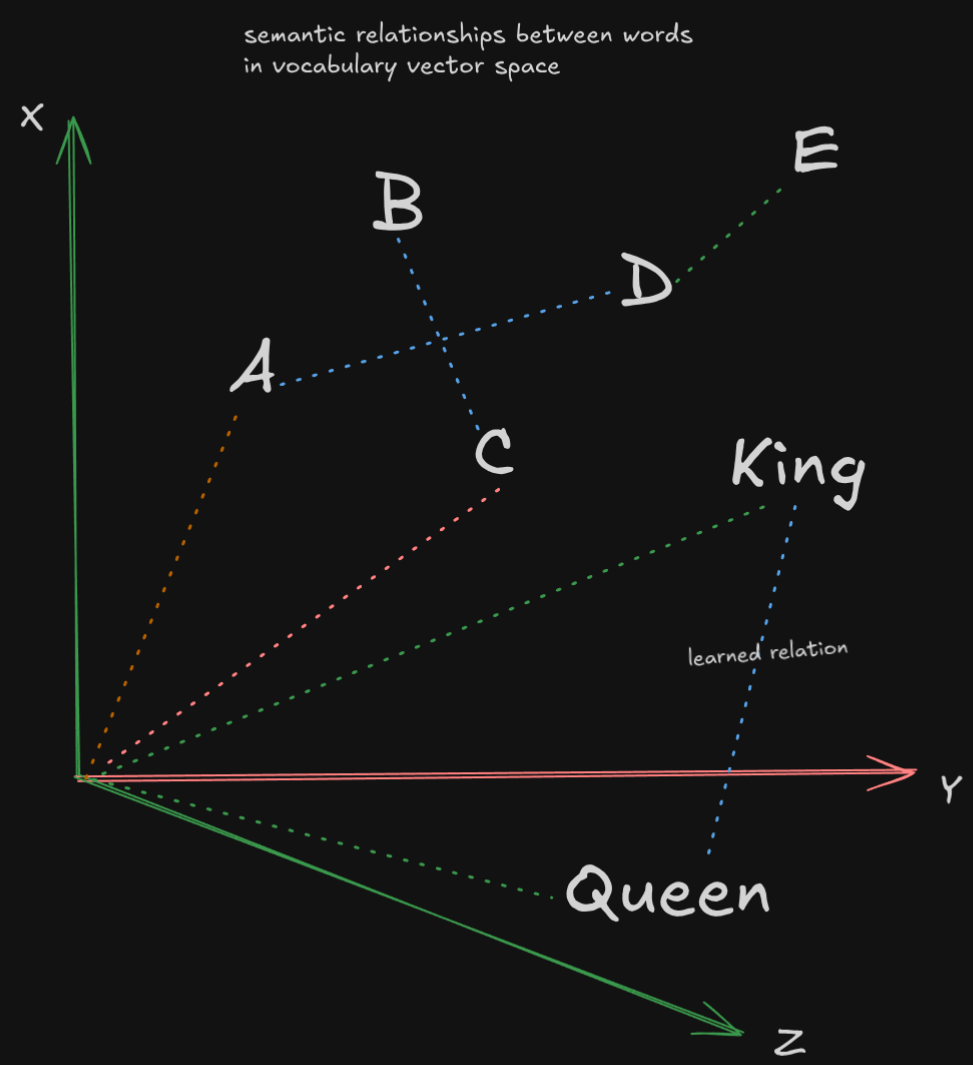 semantic relationships between words
in vocabulary vector space
X
E
B
D
A
C
King
learned relation
Y
Queen
Z